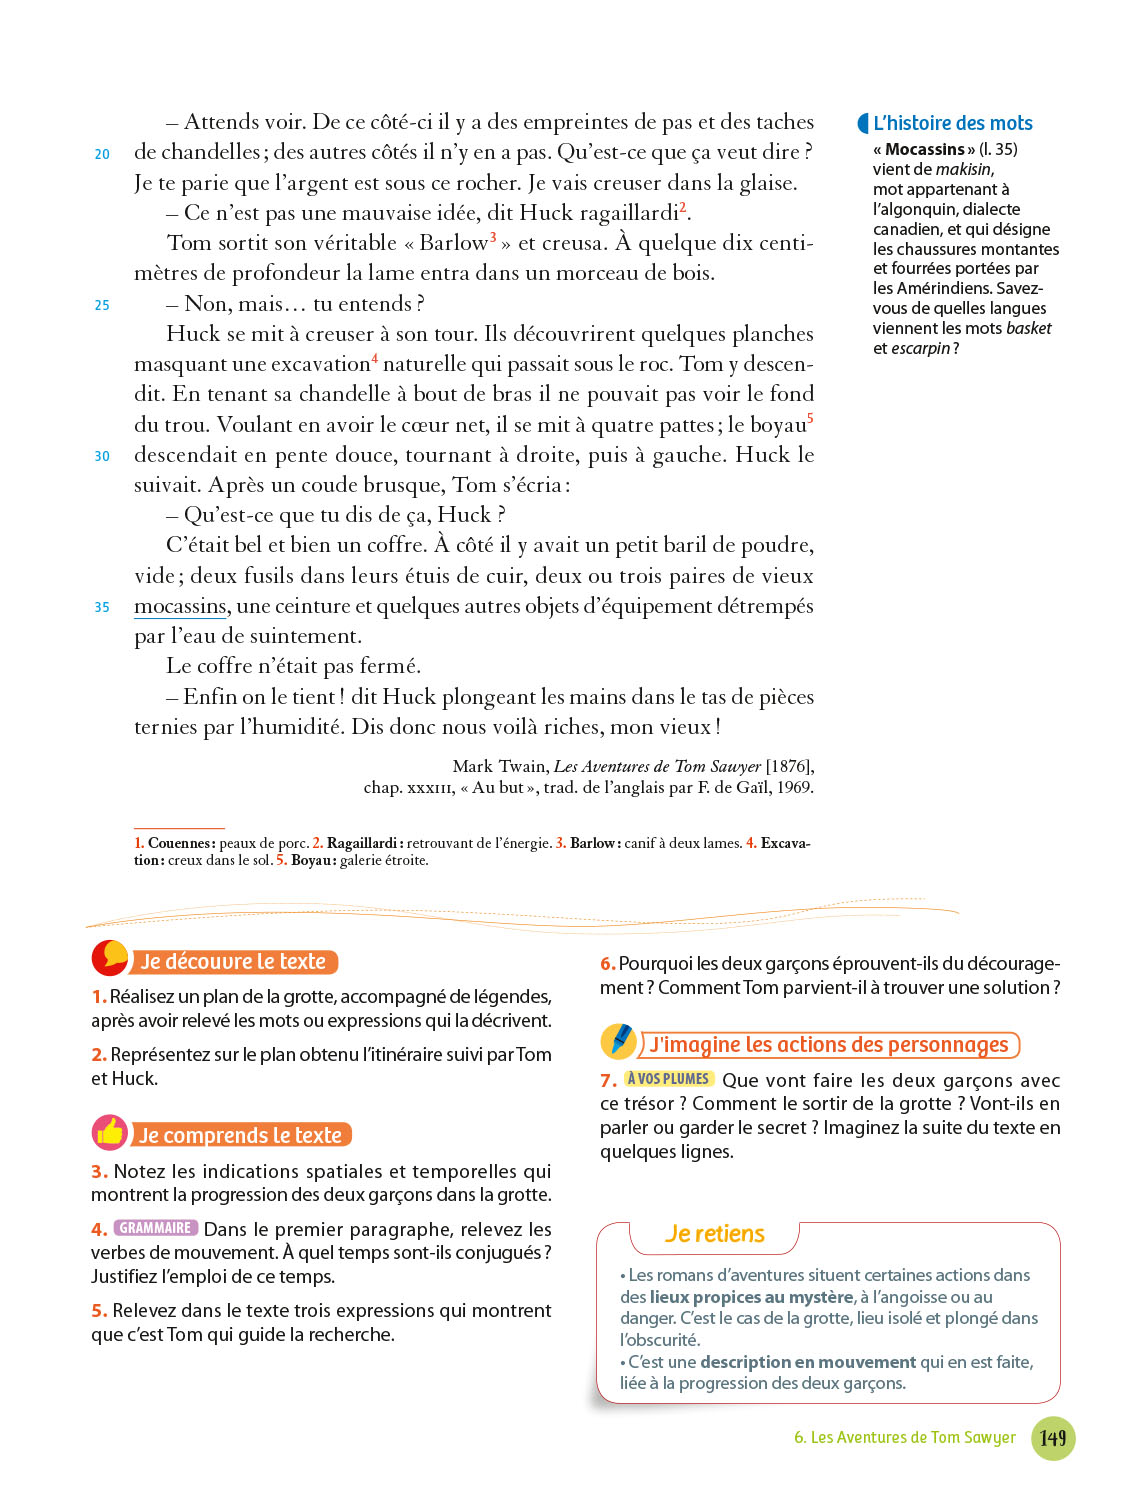 – Attends voir. De ce côté-ci il y a des empreintes de pas et des taches
20 de chandelles ; des autres côtés il n’y en a pas. Qu’est-ce que ça veut dire ?
Je te parie que l’argent est sous ce rocher. Je vais creuser dans la glaise.
– Ce n’est pas une mauvaise idée, dit Huck ragaillardi2.
Tom sortit son véritable « Barlow3 » et creusa. À quelque dix centi-
mètres de profondeur la lame entra dans un morceau de bois.
25 – Non, mais… tu entends ?
Huck se mit à creuser à son tour. Ils découvrirent quelques planches
masquant une excavation4 naturelle qui passait sous le roc. Tom y descen-
dit. En tenant sa chandelle à bout de bras il ne pouvait pas voir le fond
du trou. Voulant en avoir le cœur net, il se mit à quatre pattes ; le boyau5
30 descendait en pente douce, tournant à droite, puis à gauche. Huck le
suivait. Après un coude brusque, Tom s’écria :
– Qu’est-ce que tu dis de ça, Huck ?
C’était bel et bien un coffre. À côté il y avait un petit baril de poudre,
vide ; deux fusils dans leurs étuis de cuir, deux ou trois paires de vieux
35 mocassins, une ceinture et quelques autres objets d’équipement détrempés
par l’eau de suintement.
Le coffre n’était pas fermé.
– Enfin on le tient ! dit Huck plongeant les mains dans le tas de pièces
ternies par l’humidité. Dis donc nous voilà riches, mon vieux !
Mark Twain, Les Aventures de Tom Sawyer [1876],
chap. XXXIII, « Au but », trad. de l’anglais par F. de Gaïl, 1969.
1. Couennes : peaux de porc. 2. Ragaillardi : retrouvant de l’énergie. 3. Barlow : canif à deux lames. 4. Excava-
tion : creux dans le sol. 5. Boyau : galerie étroite.
L’histoire des mots
« Mocassins » (l. 35)
vient de makisin,
mot appartenant à
l’algonquin, dialecte
canadien, et qui désigne
les chaussures montantes
et fourrées portées par
les Amérindiens. Savez-
vous de quelles langues
viennent les mots basket
et escarpin ?
Je découvre le texte
1. Réalisez un plan de la grotte, accompagné de légendes,
après avoir relevé les mots ou expressions qui la décrivent.
2. Représentez sur le plan obtenu l’itinéraire suivi par Tom
et Huck.
Je comprends le texte
3. Notez les indications spatiales et temporelles qui
montrent la progression des deux garçons dans la grotte.
4. GRAMMAIRE Dans le premier paragraphe, relevez les
verbes de mouvement. À quel temps sont-ils conjugués ?
Justifiez l’emploi de ce temps.
5. Relevez dans le texte trois expressions qui montrent
que c’est Tom qui guide la recherche.
6. Pourquoi les deux garçons éprouvent-ils du décourage-
ment ? Comment Tom parvient-il à trouver une solution ?
J'imagine les actions des personnages
7. À VOS PLUMES Que vont faire les deux garçons avec
ce trésor ? Comment le sortir de la grotte ? Vont-ils en
parler ou garder le secret ? Imaginez la suite du texte en
quelques lignes.
Je retiens
• Les romans d’aventures situent certaines actions dans
des lieux propices au mystère, à l’angoisse ou au
danger. C’est le cas de la grotte, lieu isolé et plongé dans
l’obscurité.
• C’est une description en mouvement qui en est faite,
liée à la progression des deux garçons.
6. Les Aventures de Tom Sawyer 149